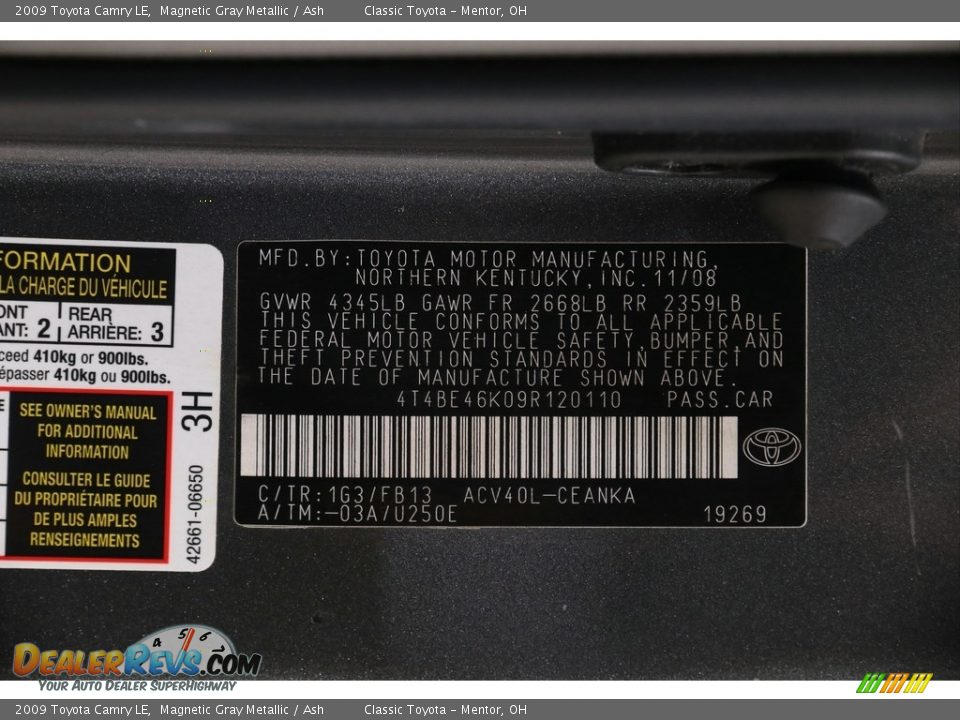 2009 Toyota Camry LE, Magnetic Gray Metallic / Ash Classic Toyota - Mentor, OH
FORMATION
LA CHARGE DU VÉHICULE
ONT
ANT: 2
REAR
ARRIÈRE: 3
ceed 410kg or 900lbs.
épasser 410kg ou 900lbs.
SEE OWNER'S MANUAL
FOR ADDITIONAL
INFORMATION
CONSULTER LE GUIDE
DU PROPRIÉTAIRE POUR
DE PLUS AMPLES
RENSEIGNEMENTS
3H
42661-06650
MFD.BY:TOYOTA MOTOR MANUFACTURING,
NORTHERN KENTUCKY,INC.11/08
GVWR 4345LB GAWR FR 2668LB RR 2359LB
THIS VEHICLE CONFORMS TO ALL APPLICABLE
FEDERAL MOTOR VEHICLE SAFETY,BUMPER,AND
THEFT PREVENTION STANDARDS IN EFFECT ON
THE DATE OF MANUFACTURE SHOWN ABOVE.
4T4BE46K09R120110 PASS.CAR
C/TR:1G3/FB13 ACV40L-CEANKA
A/TM:-03A/U250E 19269
4 5 6
DEALERREVS.COM
YOUR AUTO DEALER SUPERHIGHWAY
2009 Toyota Camry LE, Magnetic Gray Metallic / Ash Classic Toyota - Mentor, OH